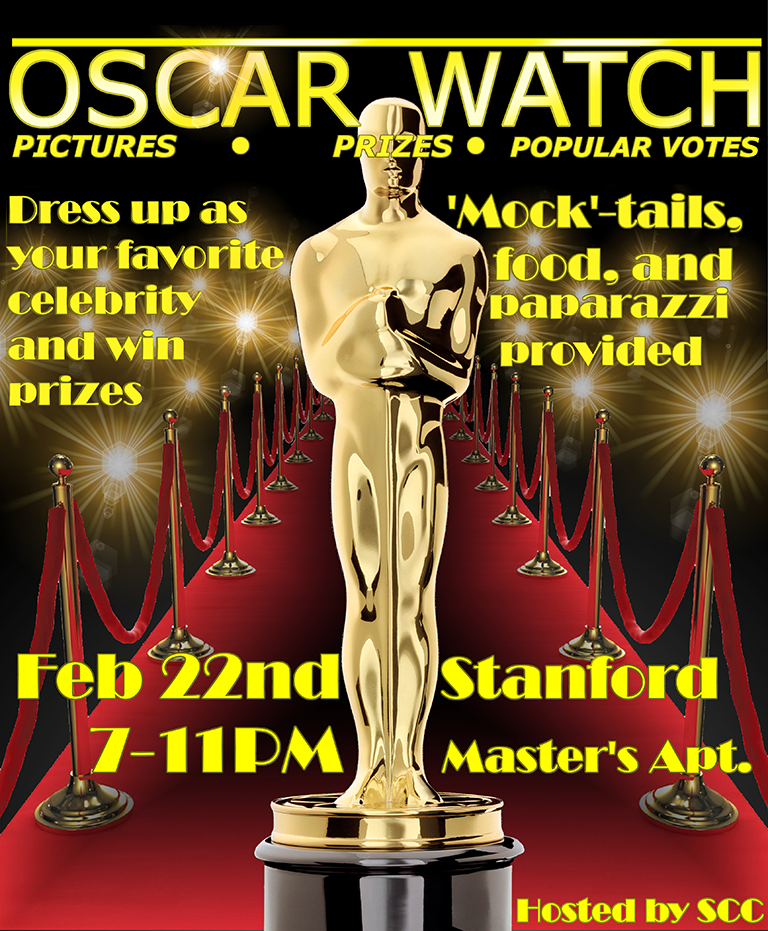 OSCAR WATCH
PICTURES • PRIZES • POPULAR VOTES
Dress up as
your favorite
celebrity
and win
prizes
'Mock'-tails,
food, and
paparazzi
provided
Feb 22nd
7-11PM
Stanford
Master's Apt.
Hosted by SCC